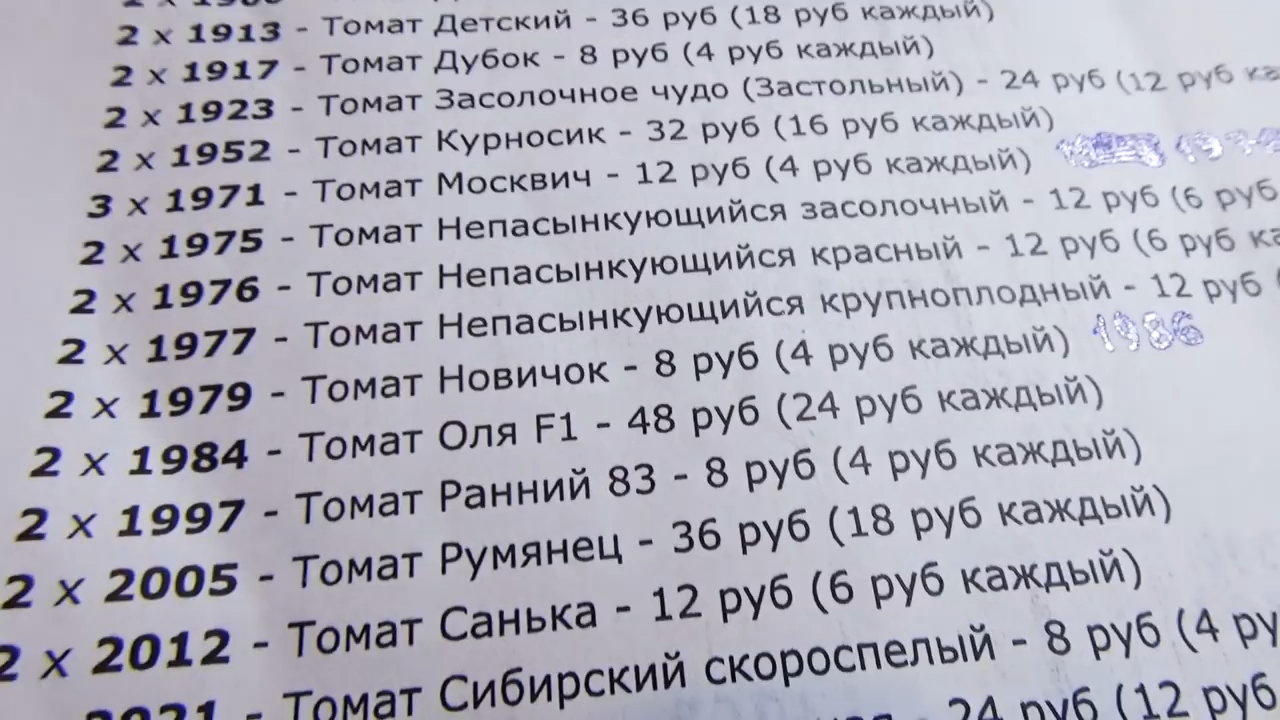 2 x 1913 - Томат Детский - 36 руб (18 руб каждый)
2 x 1917 - Томат Дубок - 8 руб (4 руб каждый)
2 x 1923 - Томат Засолочное чудо (Застольный) - 24 руб (12 руб
2 x 1952 - Томат Курносик - 32 руб (16 руб каждый)
3 x 1971 - Томат Москвич - 12 руб (4 руб каждый)
2 x 1975 - Томат Непасынкующийся засолочный - 12 руб (6 руб
2 x 1976 - Томат Непасынкующийся красный - 12 руб (6 руб
2 x 1977 - Томат Непасынкующийся крупноплодный - 12 руб
2 x 1979 - Томат Новичок - 8 руб (4 руб каждый) 1986
2 x 1984 - Томат Оля F1 - 48 руб (24 руб каждый)
2 x 1997 - Томат Ранний 83 - 8 руб (4 руб каждый)
2 x 2005 - Томат Румянец - 36 руб (18 руб каждый)
2 x 2012 - Томат Санька - 12 руб (6 руб каждый)
2021 - Томат Сибирский скороспелый - 8 руб (4
- 24 руб (12 руб